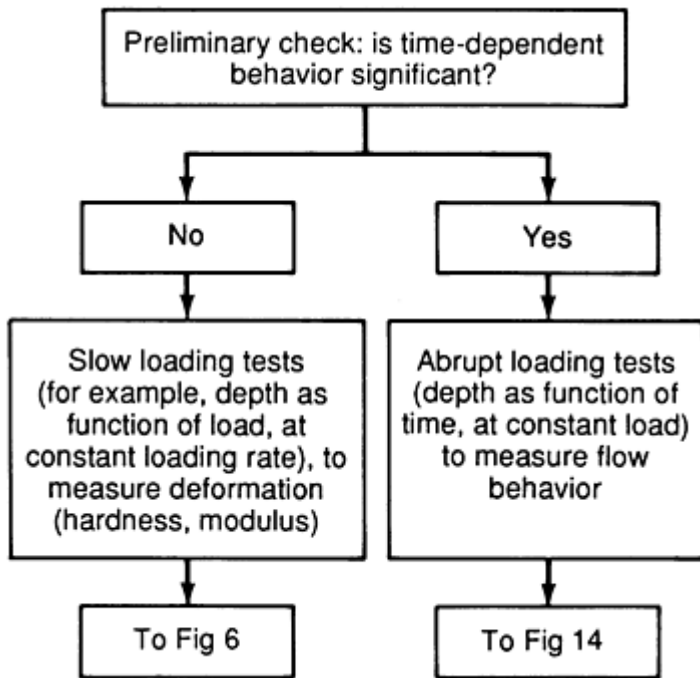 Preliminary check: is time-dependent
behavior significant?
No
Yes
Slow loading tests
(for example, depth as
function of load, at
constant loading rate), to
measure deformation
(hardness, modulus)
Abrupt loading tests
(depth as function of
time, at constant load)
to measure flow
behavior
To Fig 6
To Fig 14